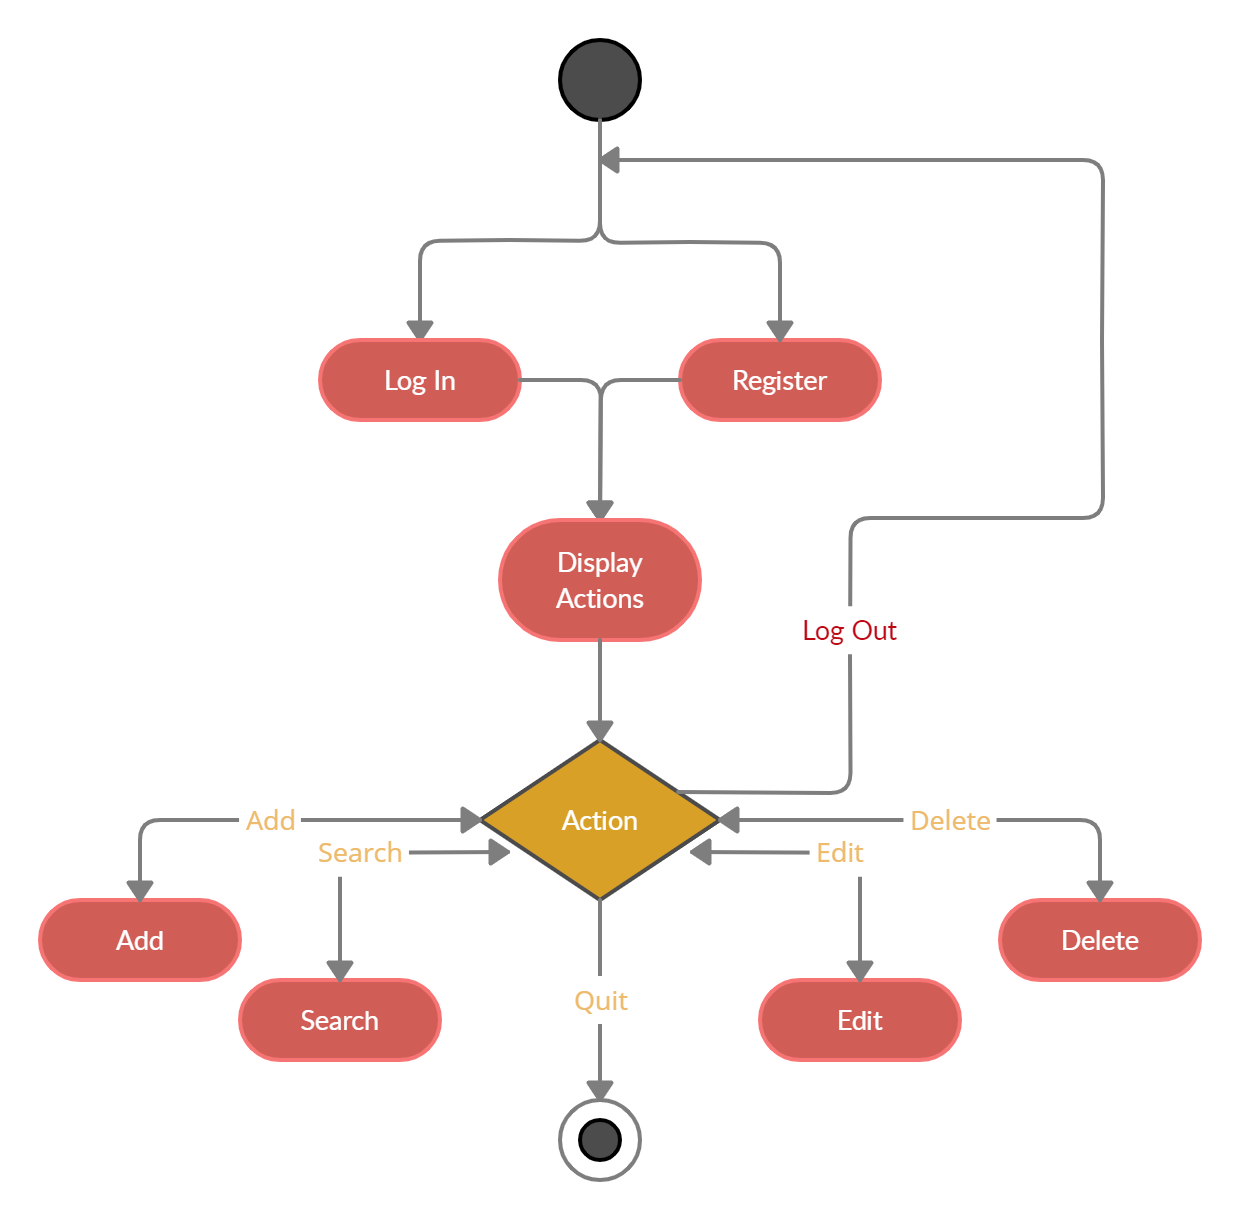 Log In
Register
Display
Actions
Log Out
Action
Add
Delete
Search
Edit
Add
Delete
Quit
Search
Edit